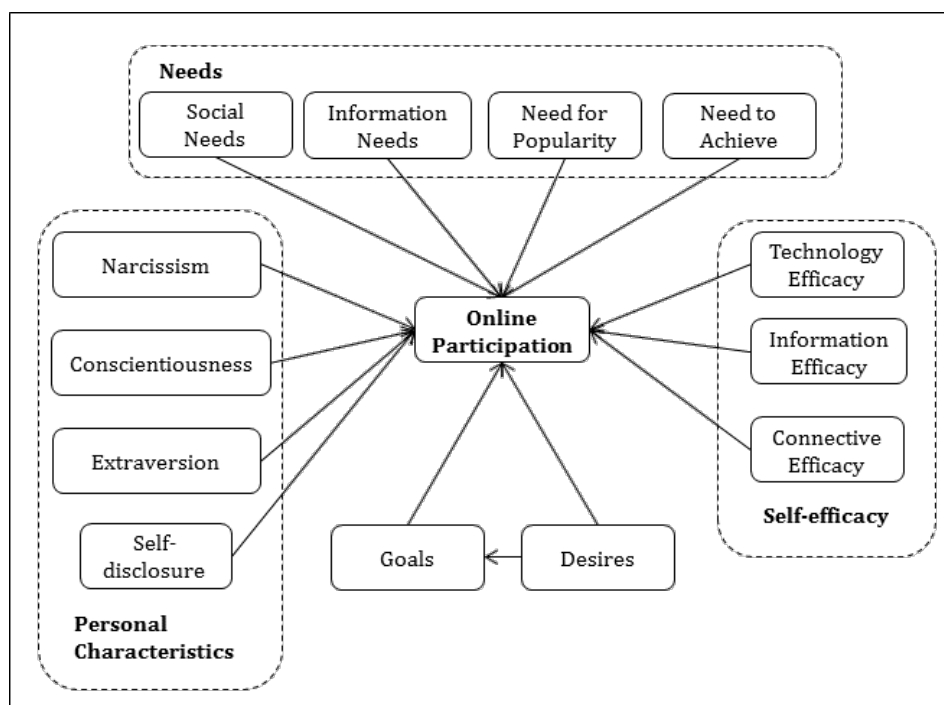 Needs
Social
Needs
Information
Needs
Need for
Popularity
Need to
Achieve
Narcissism
Conscientiousness
Extraversion
Self-
disclosure
Personal
Characteristics
Online
Participation
Goals
Desires
Technology
Efficacy
Information
Efficacy
Connective
Efficacy
Self-efficacy